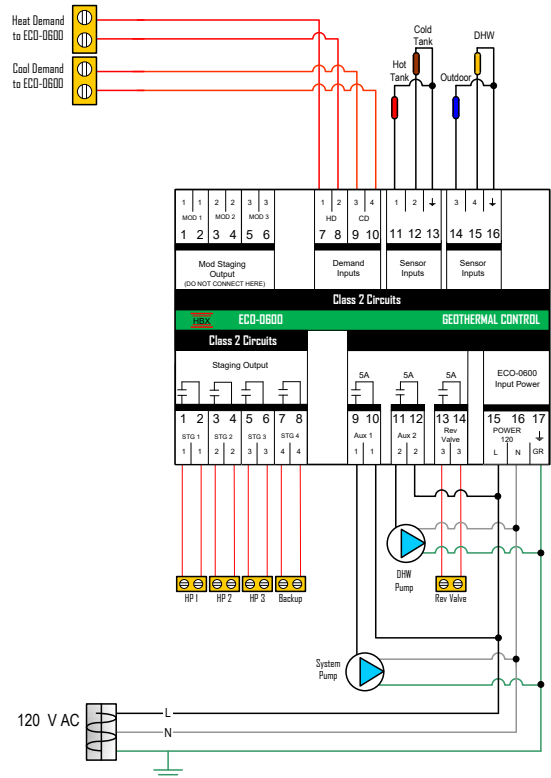 Heat Demand
to ECO-0600
Cool Demand
to ECO-0600
Cold
Tank
DHW
Hot
Tank
Outdoor
1 1 2 2 3 3
MOD 1 MOD 2 MOD 3
1 2 3 4 5 6
1 2 3 4
HD CD
7 8 9 10
1 2
11 12 13
3 4
14 15 16
Mod Staging
Output
(DO NOT CONNECT HERE)
Demand
Inputs
Sensor
Inputs
Sensor
Inputs
Class 2 Circuits
HBX ECO-0600 GEOTHERMAL CONTROL
Class 2 Circuits
Staging Output
5A 5A 5A
ECO-0600
Input Power
1 2 3 4 5 6 7 8
STG 1 STG 2 STG 3 STG 4
1 1 2 2 3 3 4 4
9 10 11 12 13 14 15 16 17
Aux 1 Aux 2
Rev
Valve
POWER
120
1 1 2 2 3 3 L N GR
DHW
Pump
HP 1 HP 2 HP 3 Backup
Rev Valve
System
Pump
120 V AC
L
N